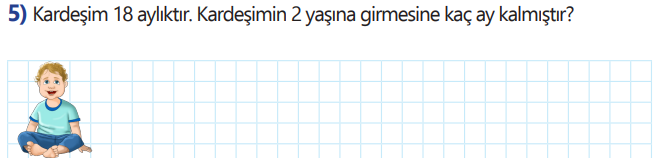 5) Kardeşim 18 aylıktır. Kardeşimin 2 yaşına girmesine kaç ay kalmıştır?